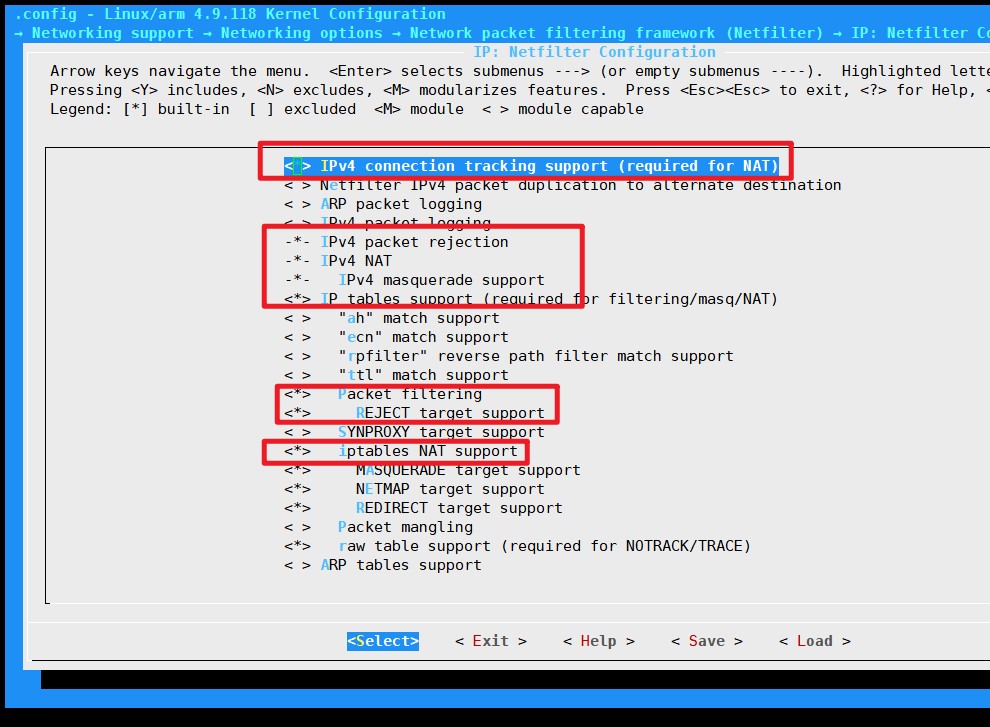 .config - Linux/arm 4.9.118 Kernel Configuration
→ Networking support → Networking options → Network packet filtering framework (Netfilter) → IP: Netfilter Co
IP: Netfilter Configuration
Arrow keys navigate the menu. <Enter> selects submenus ---> (or empty submenus ----). Highlighted lette
Pressing <Y> includes, <N> excludes, <M> modularizes features. Press <Esc><Esc> to exit, <?> for Help, <
Legend: [*] built-in [ ] excluded <M> module < > module capable
<*> IPv4 connection tracking support (required for NAT)
< > Netfilter IPv4 packet duplication to alternate destination
< > ARP packet logging
< > IPv4 packet logging
-*- IPv4 packet rejection
-*- IPv4 NAT
-*- IPv4 masquerade support
<*> IP tables support (required for filtering/masq/NAT)
< > "ah" match support
< > "ecn" match support
< > "rpfilter" reverse path filter match support
< > "ttl" match support
<*> Packet filtering
<*> REJECT target support
< > SYNPROXY target support
<*> iptables NAT support
<*> MASQUERADE target support
<*> NETMAP target support
<*> REDIRECT target support
< > Packet mangling
<*> raw table support (required for NOTRACK/TRACE)
< > ARP tables support
<Select> < Exit > < Help > < Save > < Load >